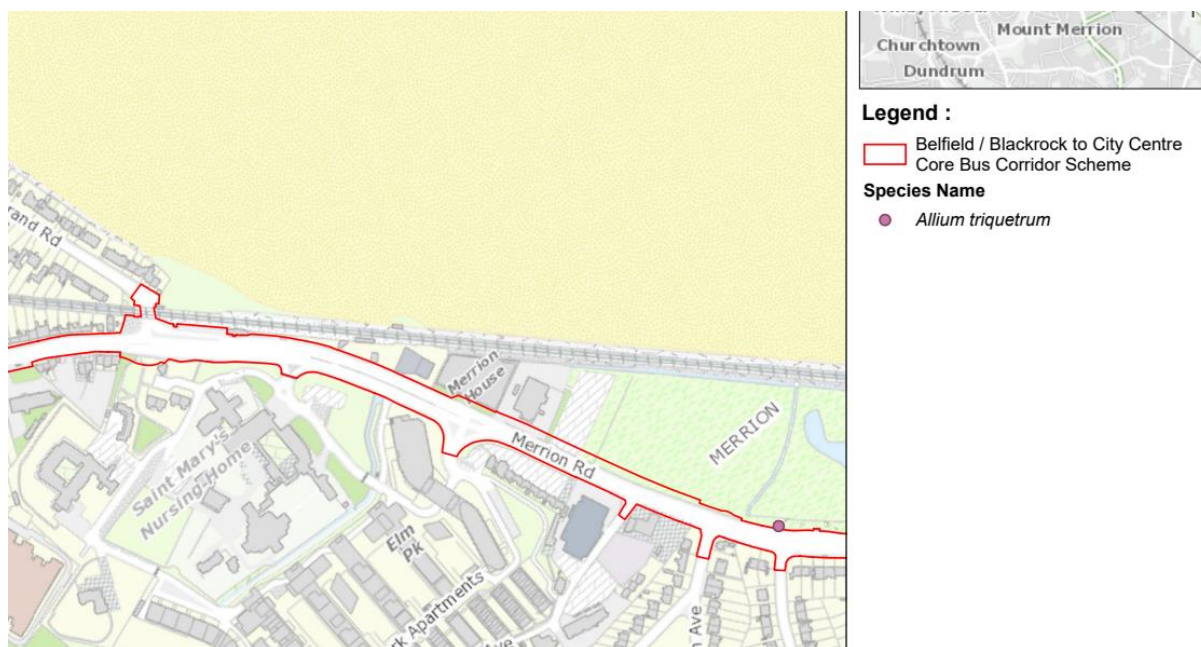 Mount Merrion
Churchtown
Dundrum
Legend :
Belfield / Blackrock to City Centre
Core Bus Corridor Scheme
Species Name
Allium triquetrum
Rd
Merrion
House
MERRION
Merrion Rd
Saint Mary's
Nursing Home
Elm
Pk
Apartments
Ave
Ave